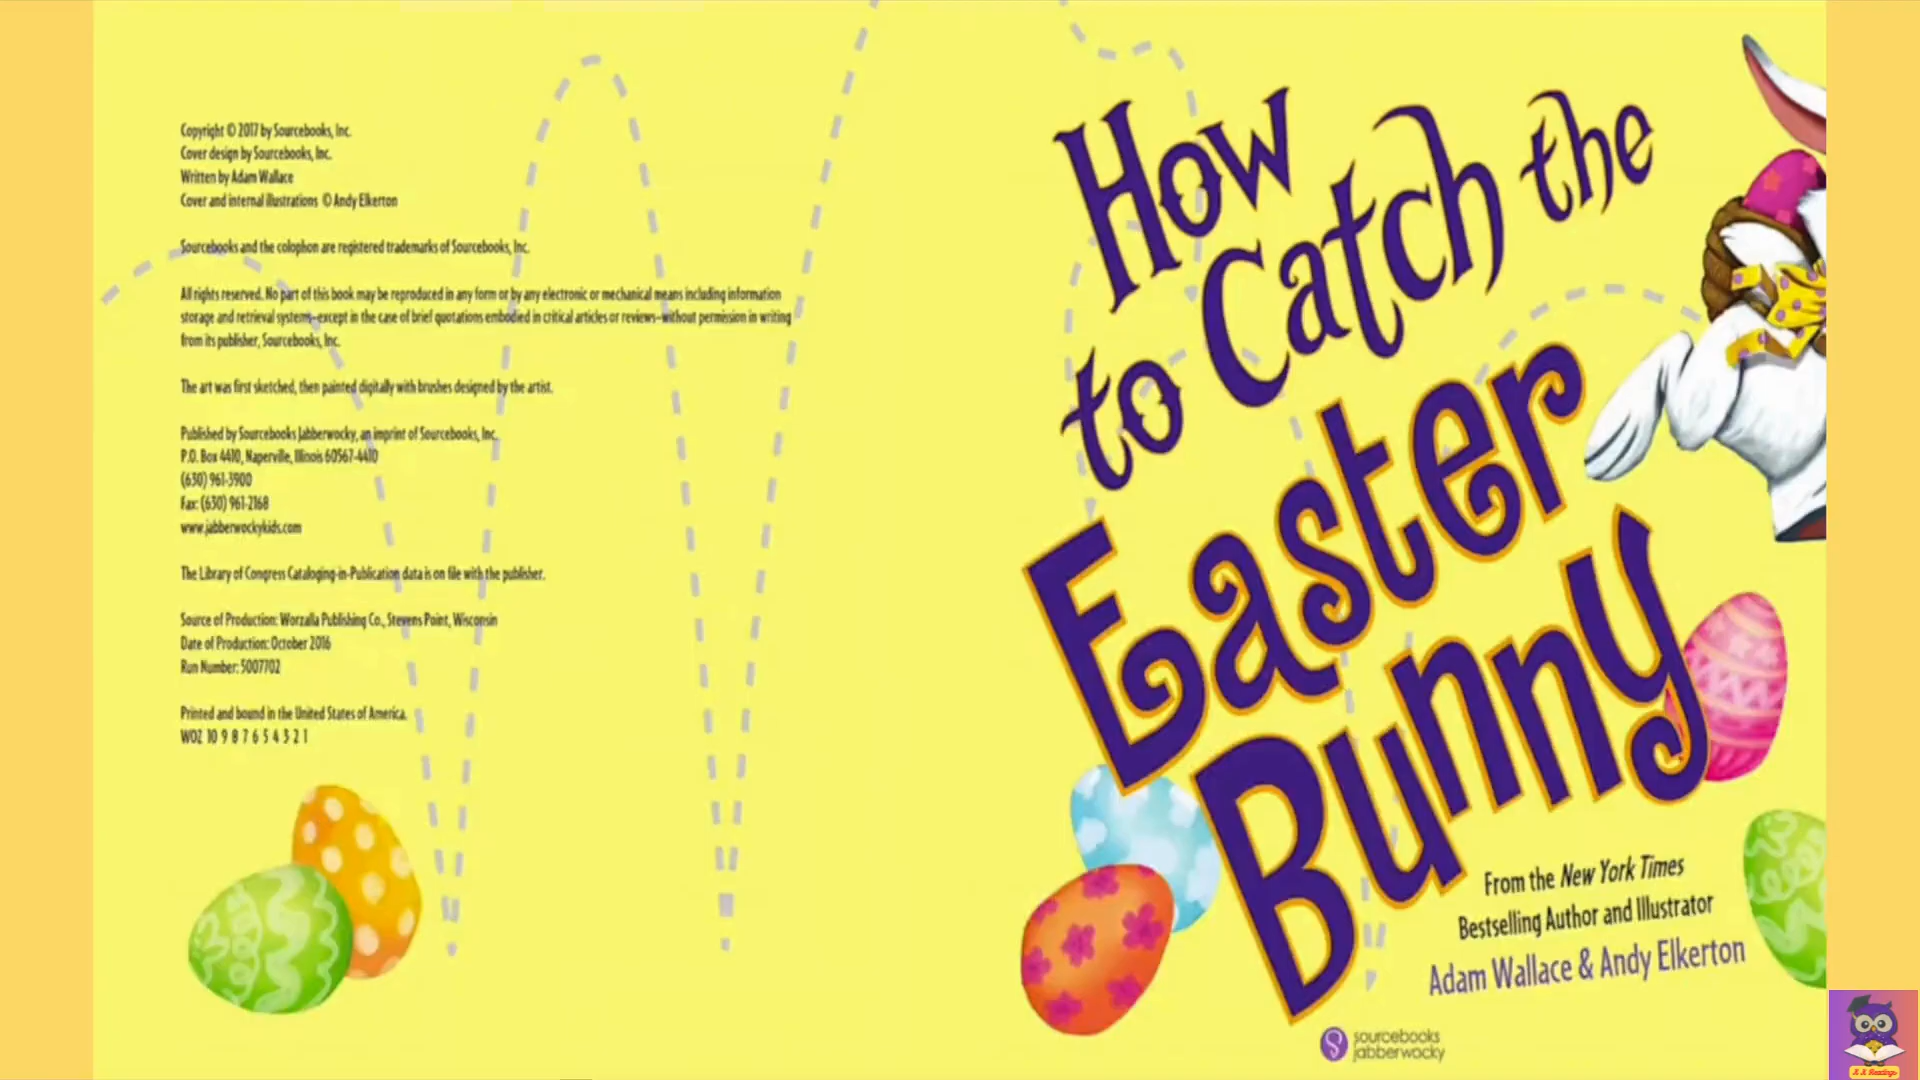 Copyright © 2017 by Sourcebooks, Inc.
Cover design by Sourcebooks, Inc.
Written by Adam Wallace
Cover and internal illustrations © Andy Elkerton
Sourcebooks and the colophon are registered trademarks of Sourcebooks, Inc.
All rights reserved. No part of this book may be reproduced in any form or by any electronic or mechanical means including information
storage and retrieval systems—except in the case of brief quotations embodied in critical articles or reviews—without permission in writing
from its publisher, Sourcebooks, Inc.
The art was first sketched, then painted digitally with brushes designed by the artist.
Published by Sourcebooks Jabberwocky, an imprint of Sourcebooks, Inc.
P.O. Box 4410, Naperville, Illinois 60567-4410
(630) 961-3900
Fax: (630) 961-2168
www.jabberwockykids.com
The Library of Congress Cataloging-in-Publication data is on file with the publisher.
Source of Production: Worzalla Publishing Co., Stevens Point, Wisconsin
Date of Production: October 2016
Run Number: 5007702
Printed and bound in the United States of America.
WOZ 10 9 8 7 6 5 4 3 2 1
How
to Catch the
Easter
Bunny
From the New York Times
Bestselling Author and Illustrator
Adam Wallace & Andy Elkerton
sourcebooks
jabberwocky